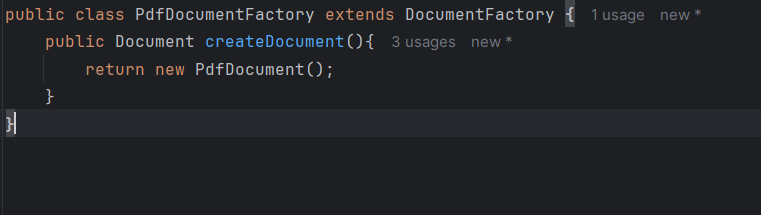 public class PdfDocumentFactory extends DocumentFactory { 1 usage new *
    public Document createDocument(){ 3 usages new *
        return new PdfDocument();
    }
}